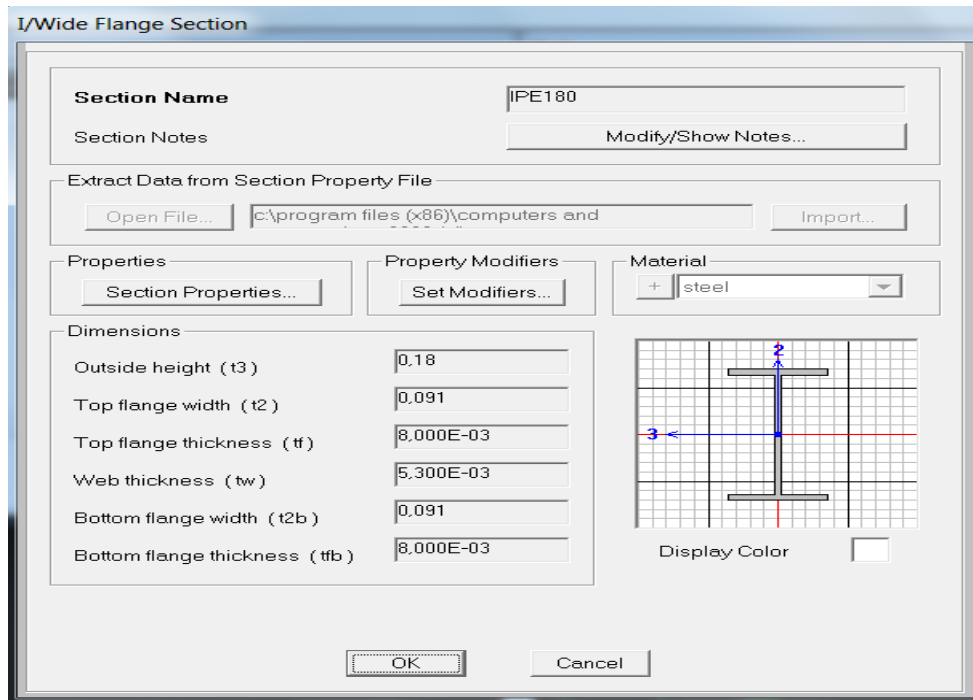 I/Wide Flange Section
Section Name IPE180
Section Notes Modify/Show Notes...
Extract Data from Section Property File
Open File... c:\program files (x86)\computers and Import...
Properties Property Modifiers Material
Section Properties... Set Modifiers... + steel
Dimensions
Outside height (t3) 0,18
Top flange width (t2) 0,091
Top flange thickness (tf) 8,000E-03
Web thickness (tw) 5,300E-03
Bottom flange width (t2b) 0,091
Bottom flange thickness (tfb) 8,000E-03
2
3
Display Color
OK Cancel